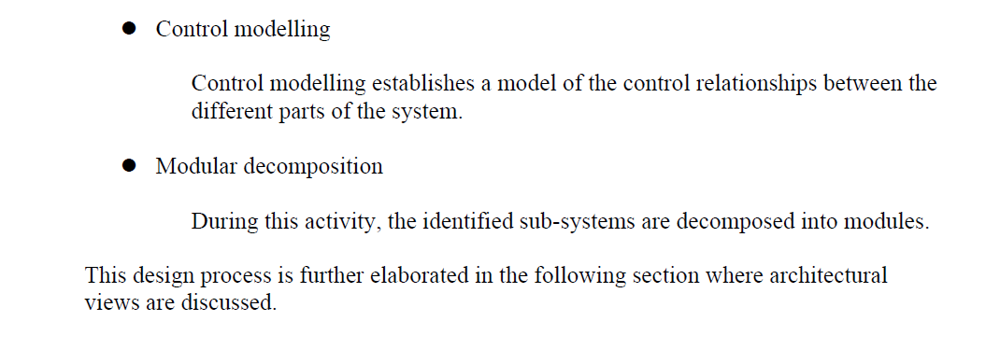 ● Control modelling
Control modelling establishes a model of the control relationships between the
different parts of the system.
● Modular decomposition
During this activity, the identified sub-systems are decomposed into modules.
This design process is further elaborated in the following section where architectural
views are discussed.